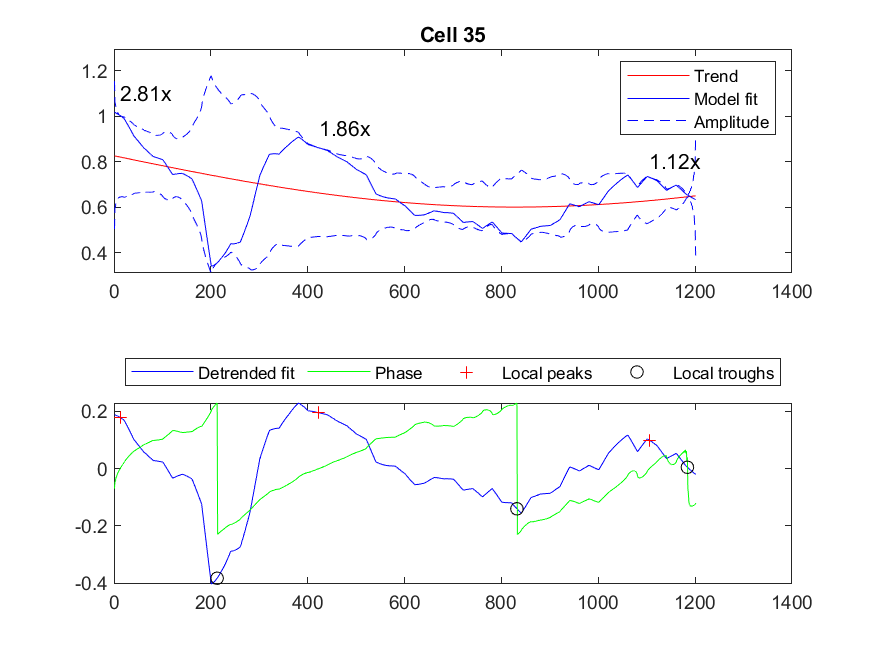 Cell 35
1.2
1
0.8
0.6
0.4
2.81x
1.86x
1.12x
Trend
Model fit
Amplitude
0 200 400 600 800 1000 1200 1400
Detrended fit Phase Local peaks Local troughs
0.2
0
-0.2
-0.4
0 200 400 600 800 1000 1200 1400